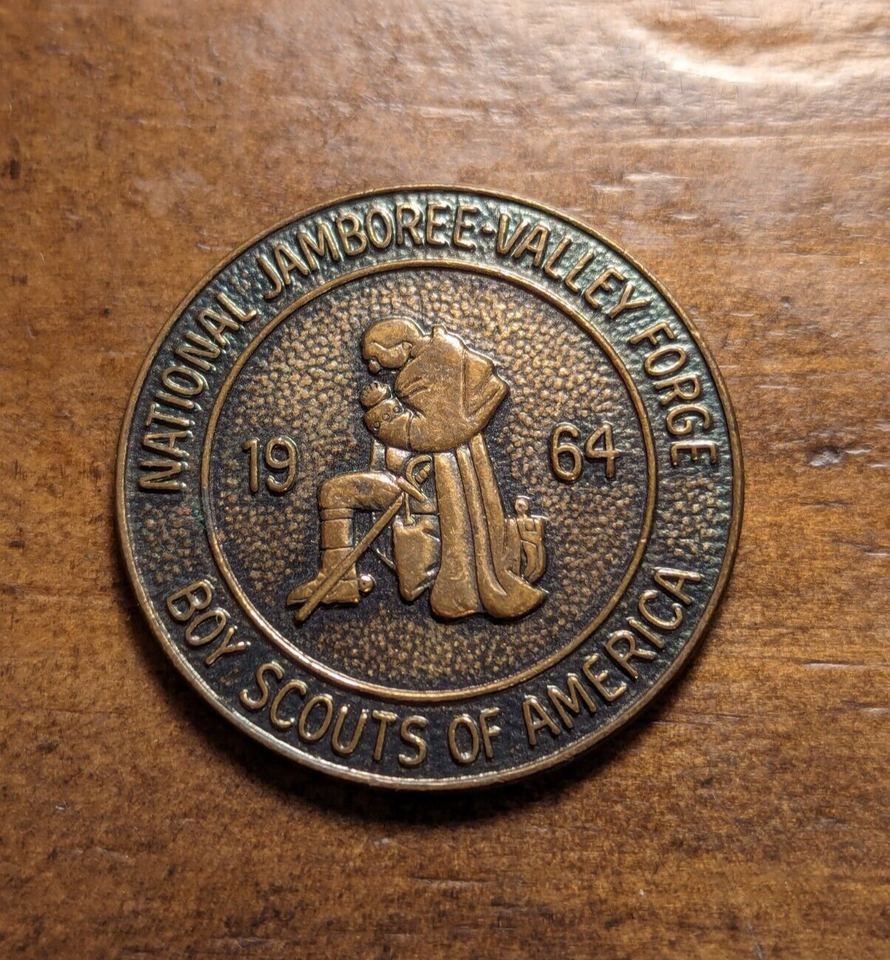 NATIONAL JAMBOREE-VALLEY FORGE
19 64
BOY SCOUTS OF AMERICA